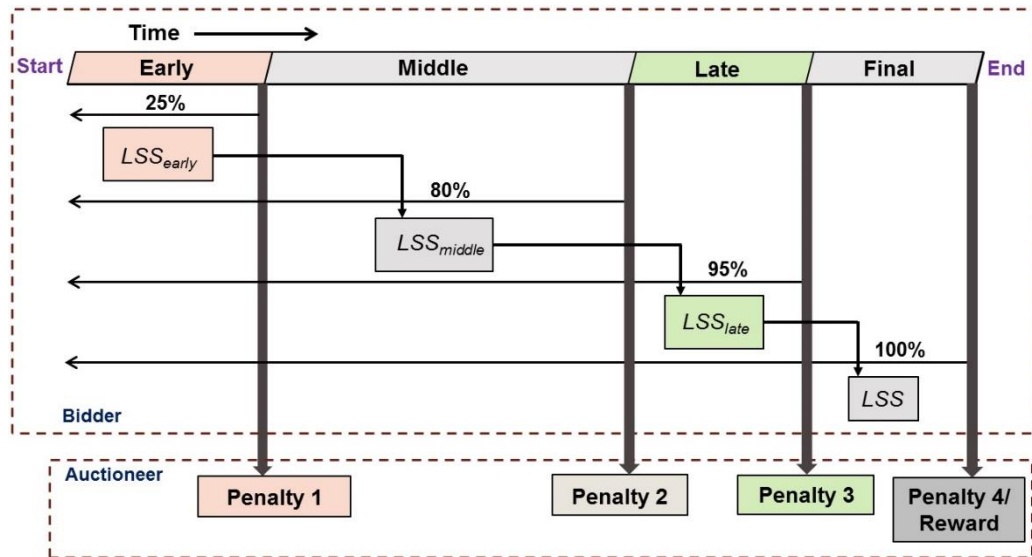 Time
Start
Early
Middle
Late
Final
End
25%
LSSearly
80%
LSSmiddle
95%
LSSlate
100%
LSS
Bidder
Auctioneer
Penalty 1
Penalty 2
Penalty 3
Penalty 4/
Reward